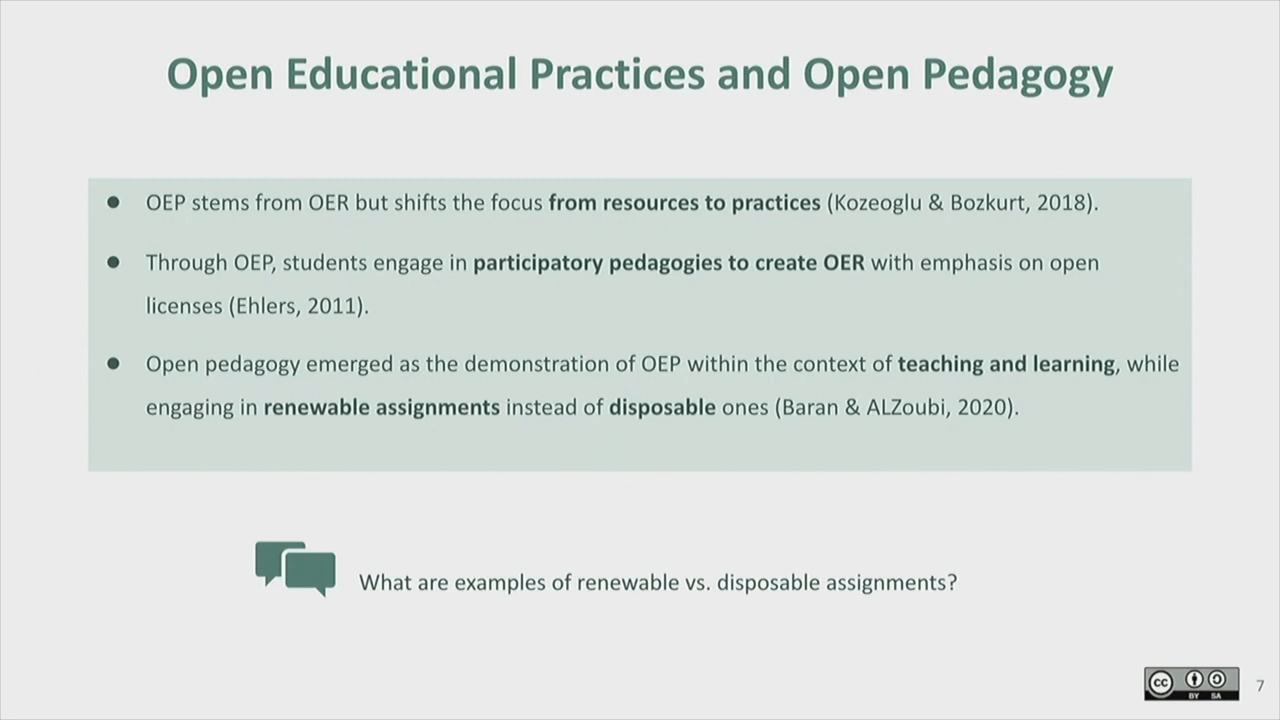 Open Educational Practices and Open Pedagogy
● OEP stems from OER but shifts the focus from resources to practices (Kozeoglu & Bozkurt, 2018).
● Through OEP, students engage in participatory pedagogies to create OER with emphasis on open
licenses (Ehlers, 2011).
● Open pedagogy emerged as the demonstration of OEP within the context of teaching and learning, while
engaging in renewable assignments instead of disposable ones (Baran & ALZoubi, 2020).
What are examples of renewable vs. disposable assignments?
cc BY SA
7